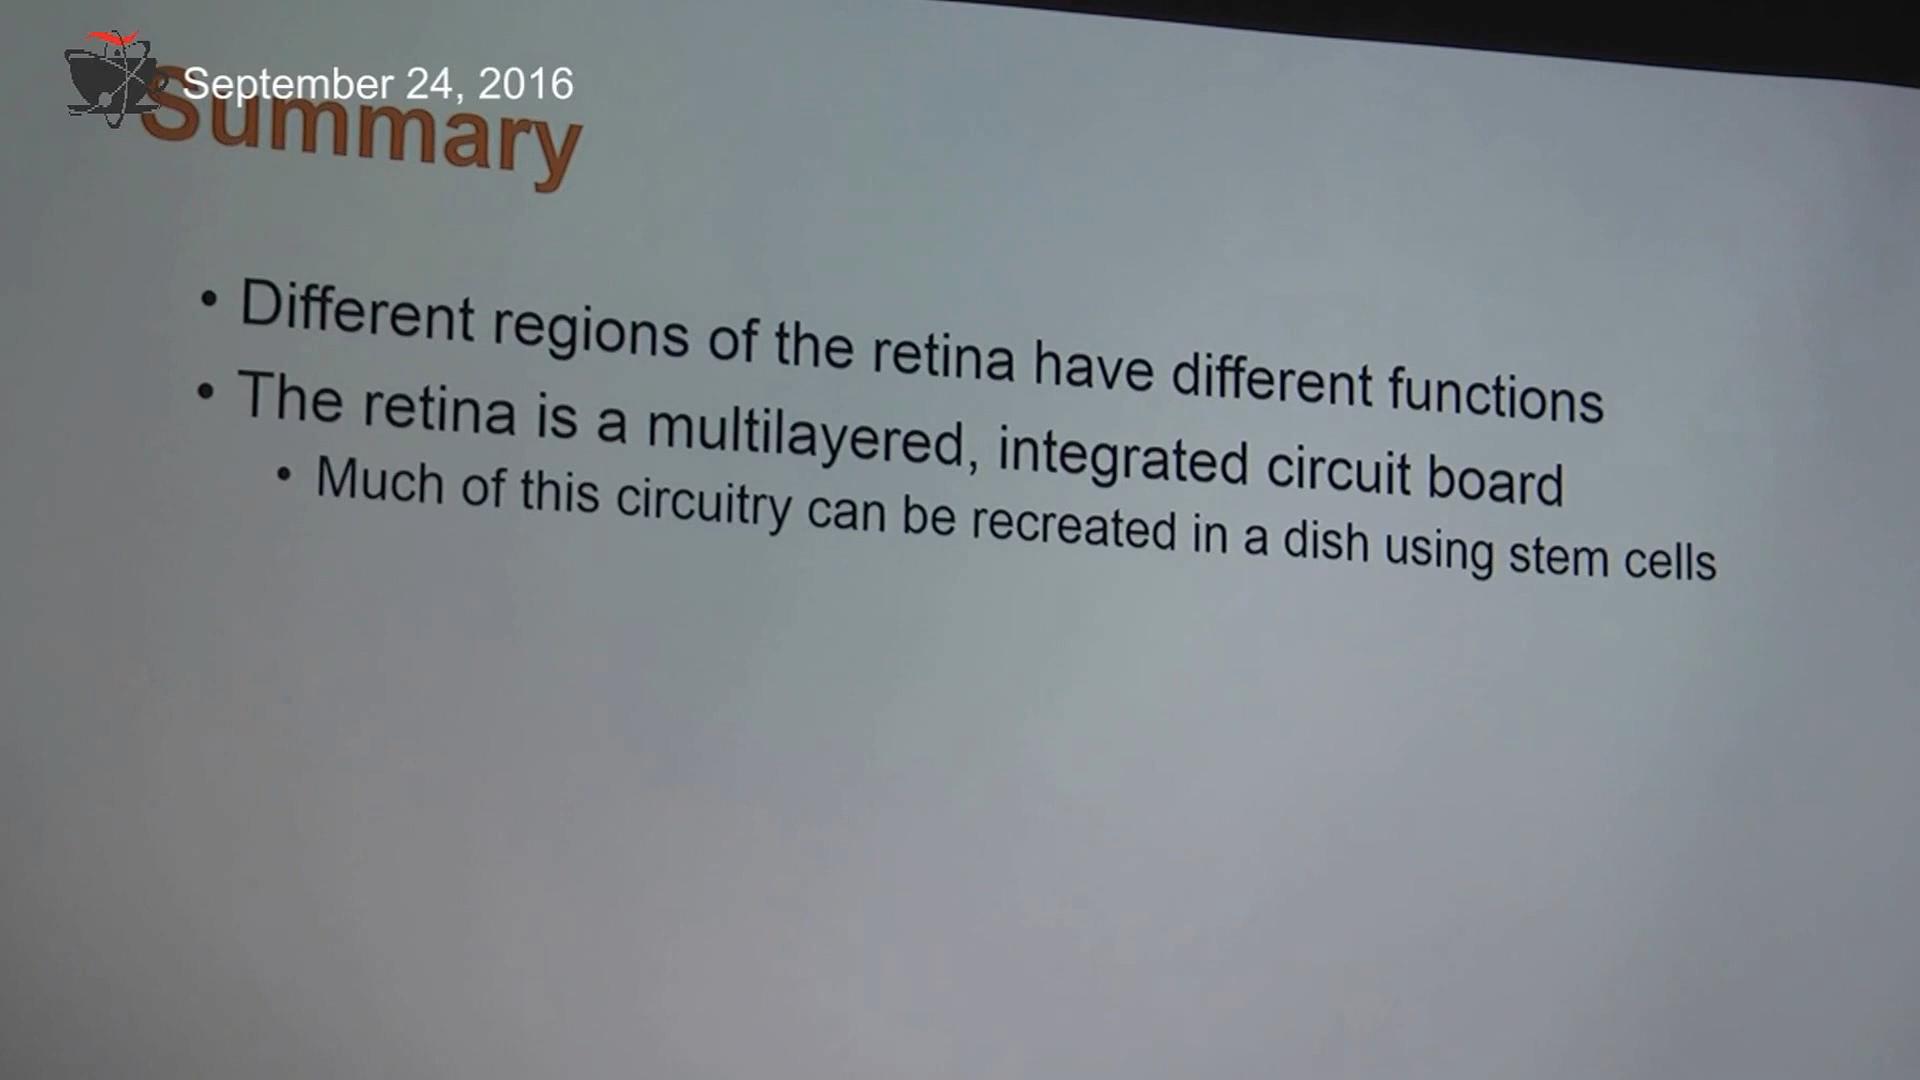 September 24, 2016
Summary
• Different regions of the retina have different functions
• The retina is a multilayered, integrated circuit board
• Much of this circuitry can be recreated in a dish using stem cells